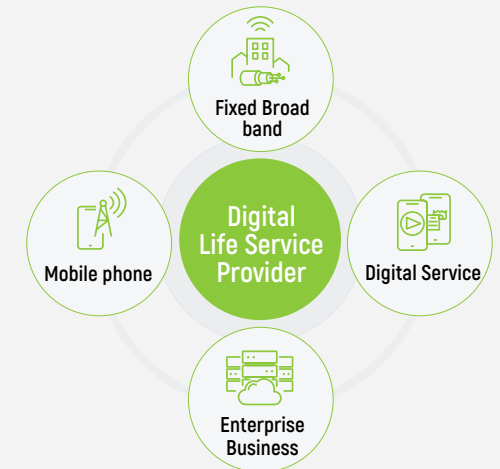 Fixed Broad
band
Digital
Life Service
Provider
Mobile phone
Digital Service
Enterprise
Business